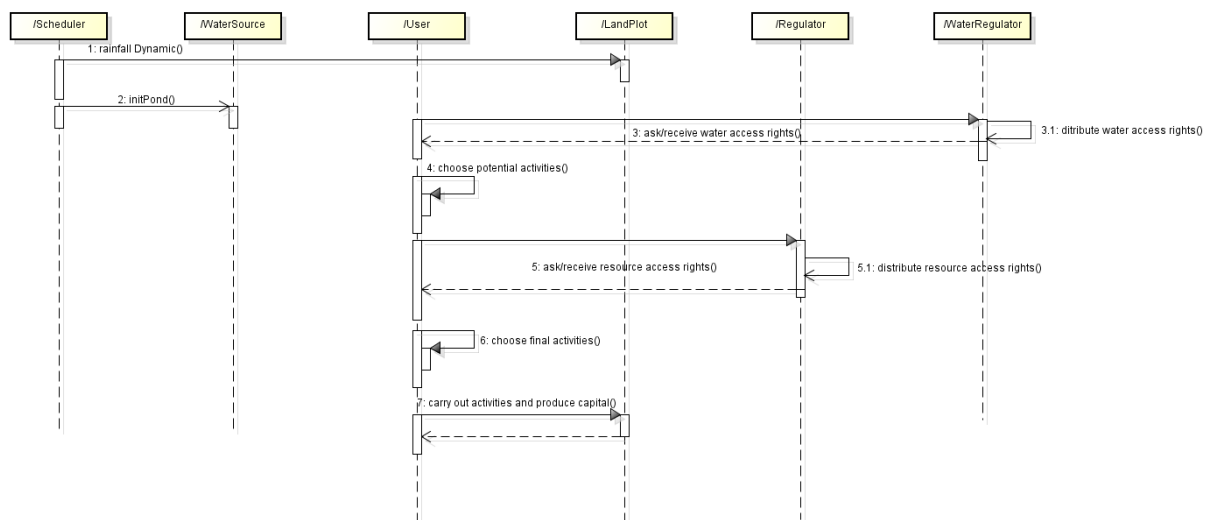 /Scheduler
/WaterSource
/User
/LandPlot
/Regulator
/WaterRegulator
1: rainfall Dynamic()
2: initPond()
3: ask/receive water access rights()
3.1: ditribute water access rights()
4: choose potential activities()
5: ask/receive resource access rights()
5.1: distribute resource access rights()
6: choose final activities()
7: carry out activities and produce capital()